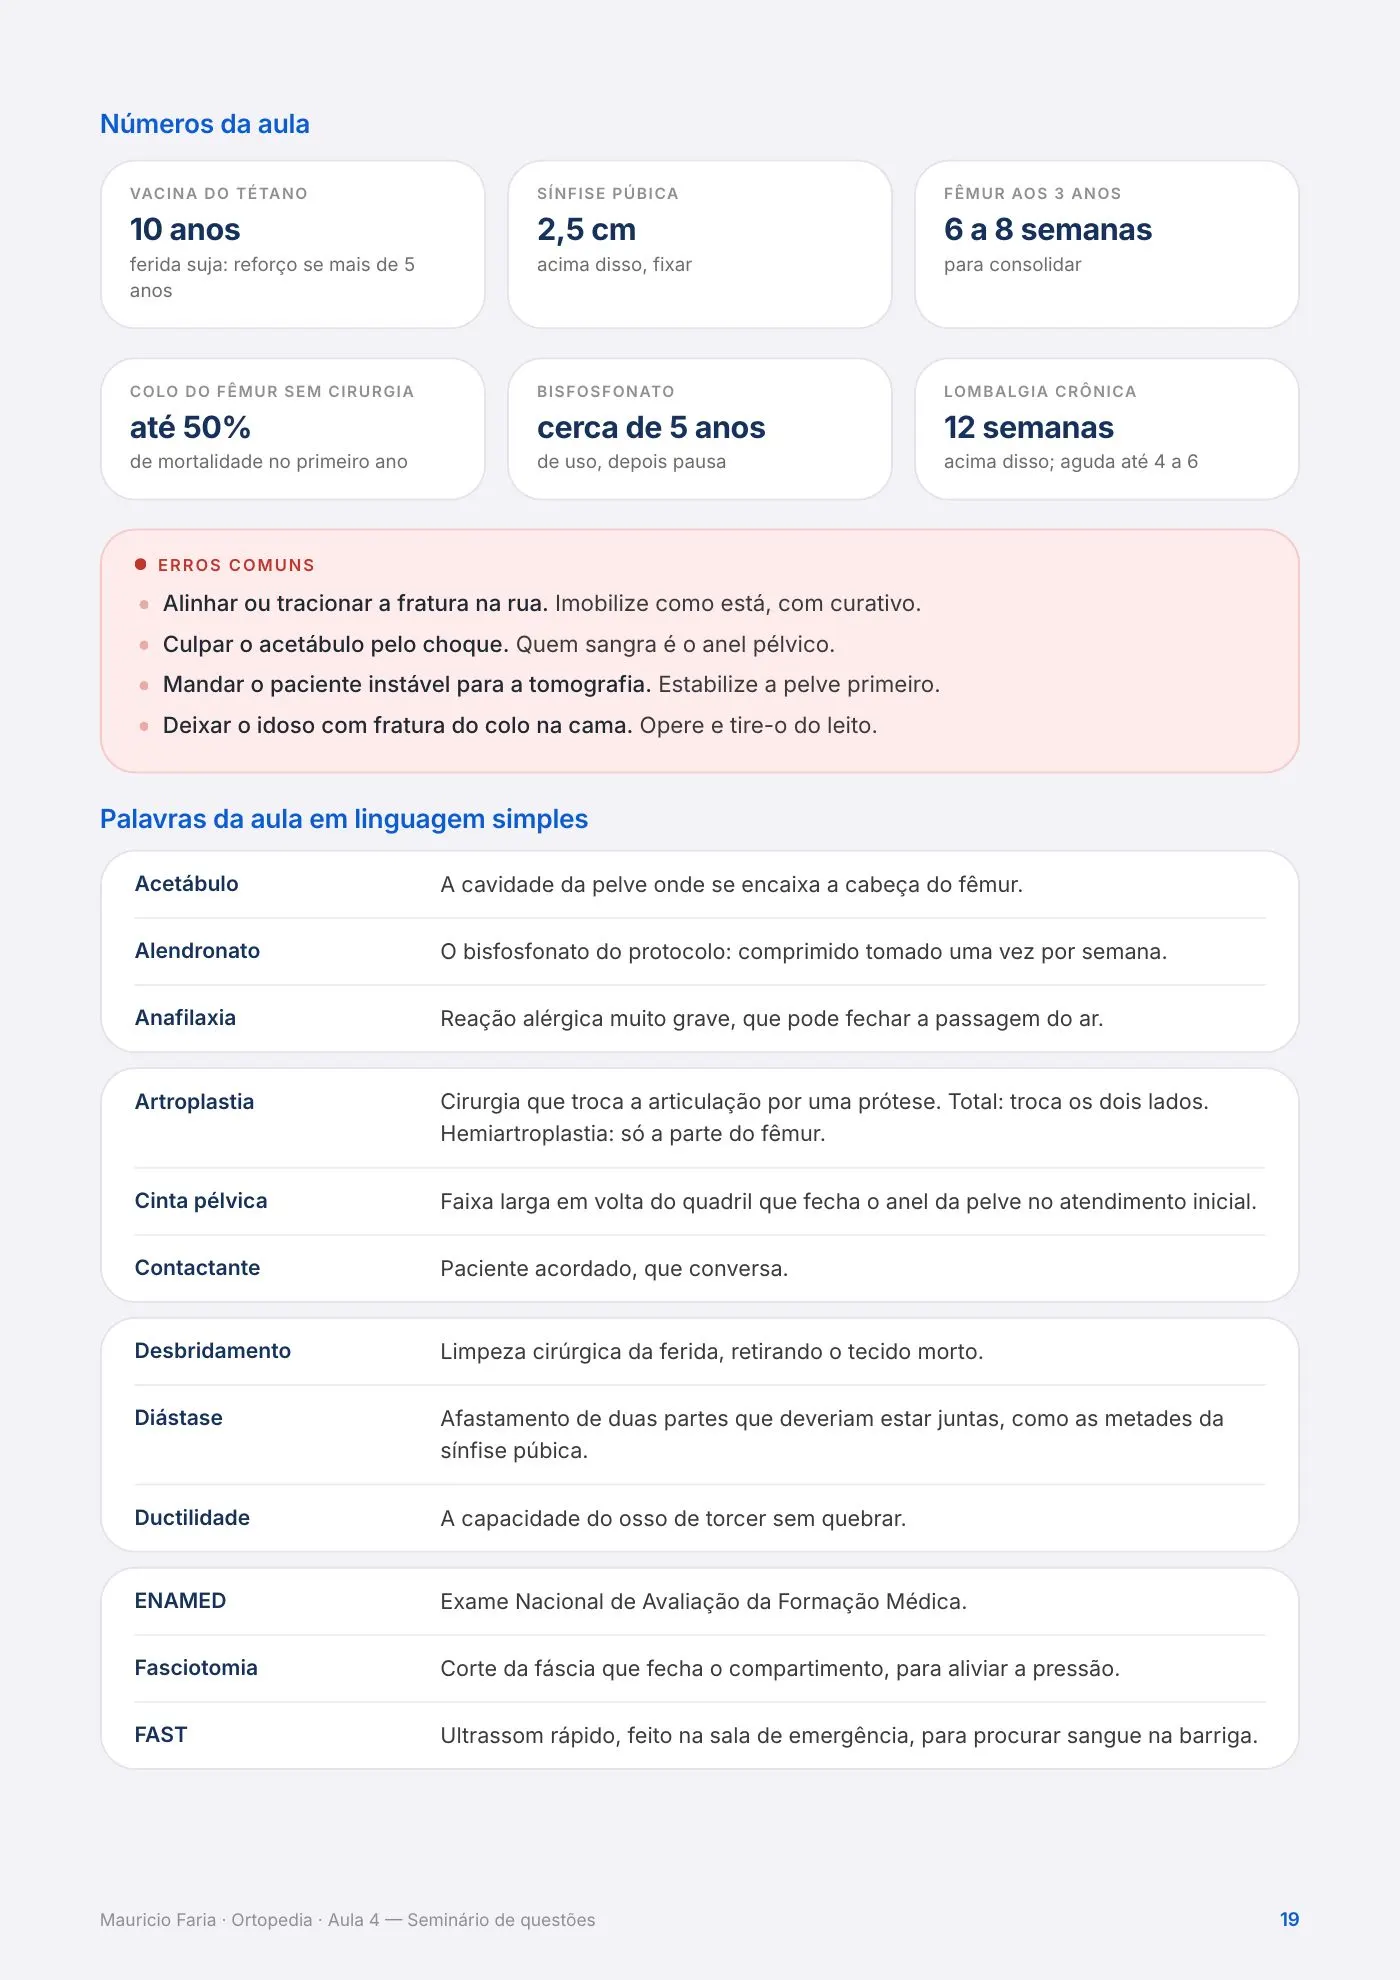 Números da aula
VACINA DO TÉTANO
10 anos
ferida suja: reforço se mais de 5
anos
SÍNFISE PÚBICA
2,5 cm
acima disso, fixar
FÊMUR AOS 3 ANOS
6 a 8 semanas
para consolidar
COLO DO FÊMUR SEM CIRURGIA
até 50%
de mortalidade no primeiro ano
BISFOSFONATO
cerca de 5 anos
de uso, depois pausa
LOMBALGIA CRÔNICA
12 semanas
acima disso; aguda até 4 a 6
ERROS COMUNS
Alinhar ou tracionar a fratura na rua. Imobilize como está, com curativo.
Culpar o acetábulo pelo choque. Quem sangra é o anel pélvico.
Mandar o paciente instável para a tomografia. Estabilize a pelve primeiro.
Deixar o idoso com fratura do colo na cama. Opere e tire-o do leito.
Palavras da aula em linguagem simples
Acetábulo A cavidade da pelve onde se encaixa a cabeça do fêmur.
Alendronato O bisfosfonato do protocolo: comprimido tomado uma vez por semana.
Anafilaxia Reação alérgica muito grave, que pode fechar a passagem do ar.
Artroplastia Cirurgia que troca a articulação por uma prótese. Total: troca os dois lados.
Hemiartroplastia: só a parte do fêmur.
Cinta pélvica Faixa larga em volta do quadril que fecha o anel da pelve no atendimento inicial.
Contactante Paciente acordado, que conversa.
Desbridamento Limpeza cirúrgica da ferida, retirando o tecido morto.
Diástase Afastamento de duas partes que deveriam estar juntas, como as metades da
sínfise púbica.
Ductilidade A capacidade do osso de torcer sem quebrar.
ENAMED Exame Nacional de Avaliação da Formação Médica.
Fasciotomia Corte da fáscia que fecha o compartimento, para aliviar a pressão.
FAST Ultrassom rápido, feito na sala de emergência, para procurar sangue na barriga.
Mauricio Faria · Ortopedia · Aula 4 — Seminário de questões 19